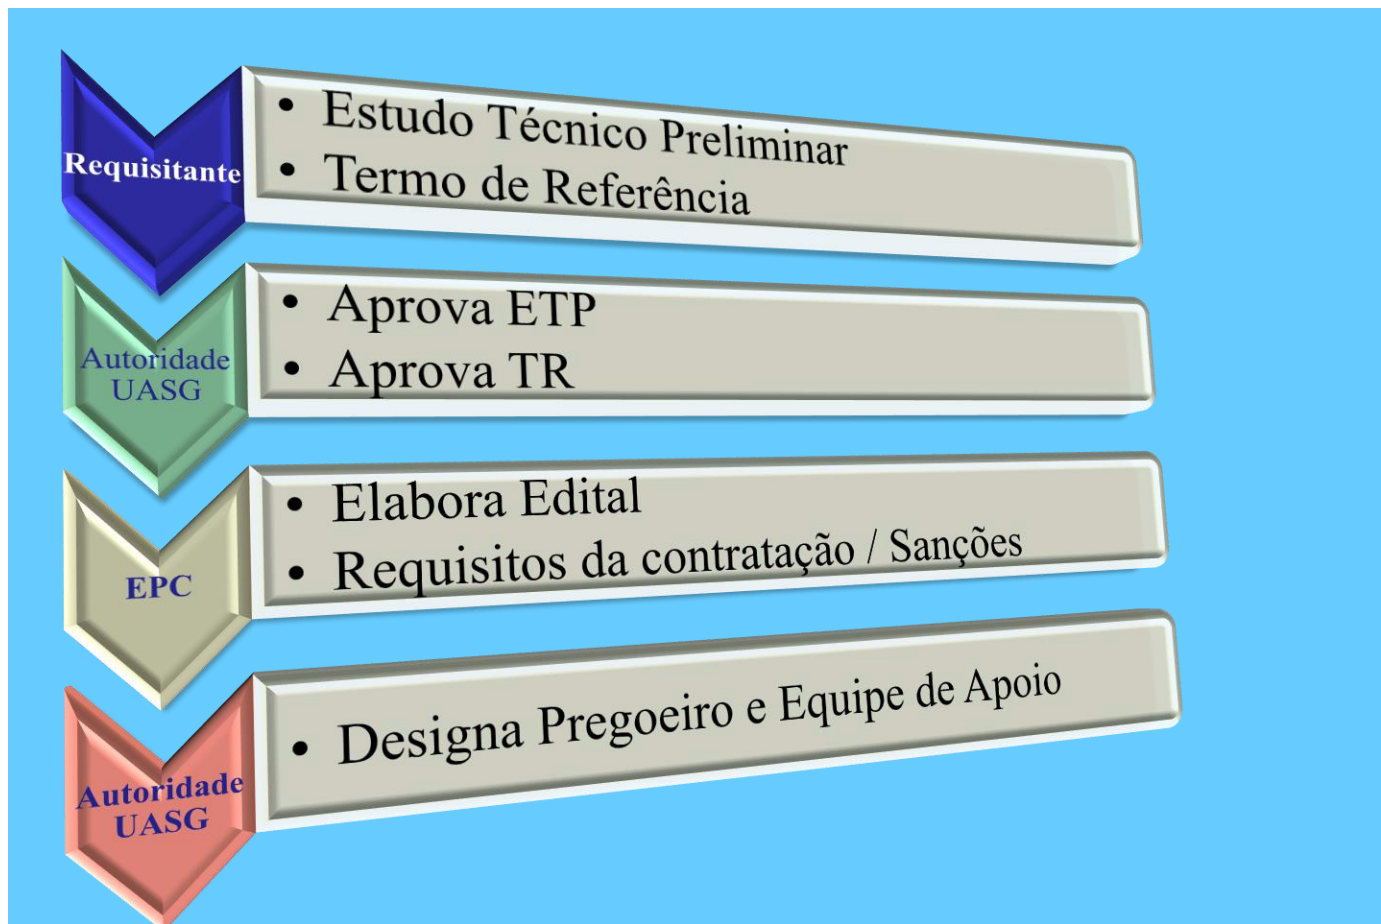 Requisitante
• Estudo Técnico Preliminar
• Termo de Referência
Autoridade
UASG
• Aprova ETP
• Aprova TR
EPC
• Elabora Edital
• Requisitos da contratação / Sanções
Autoridade
UASG
• Designa Pregoeiro e Equipe de Apoio